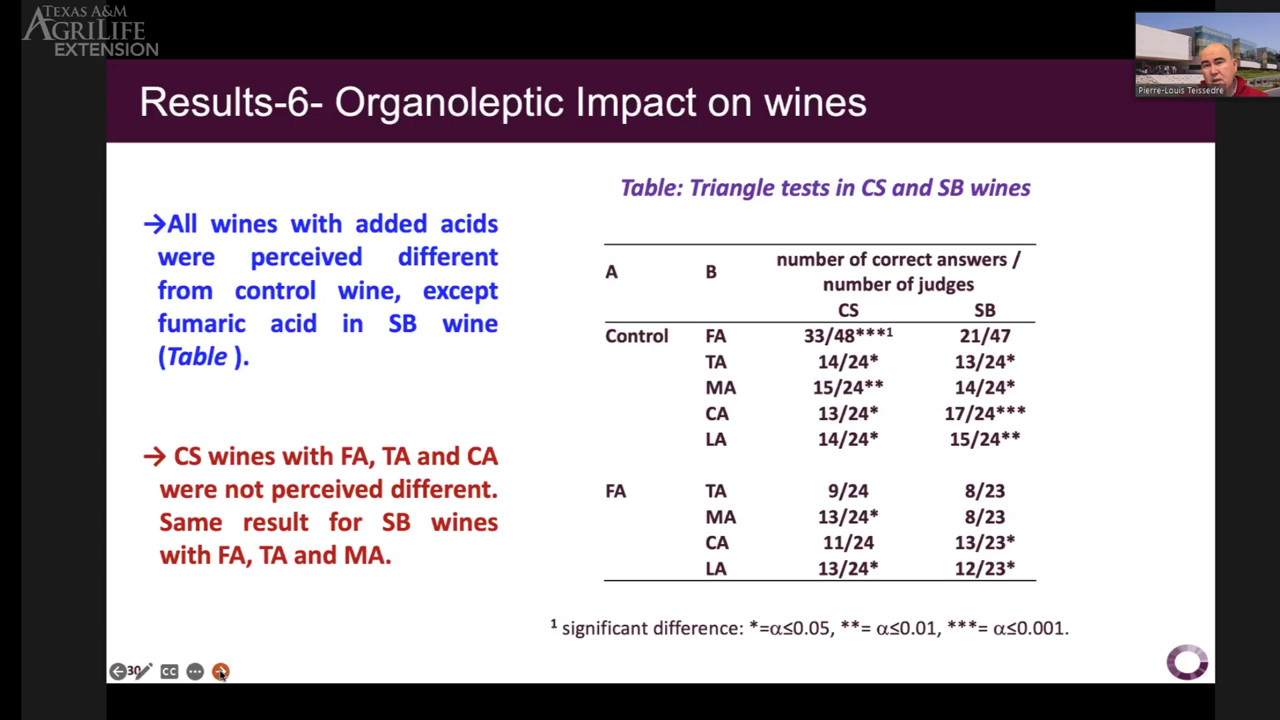 TEXAS A&M
AGRILIFE
EXTENSION
Pierre-Louis Teissedre
Results-6- Organoleptic Impact on wines
→All wines with added acids
were perceived different
from control wine, except
fumaric acid in SB wine
(Table ).
→ CS wines with FA, TA and CA
were not perceived different.
Same result for SB wines
with FA, TA and MA.
Table: Triangle tests in CS and SB wines
A B number of correct answers /
number of judges
CS SB
Control FA 33/48***¹ 21/47
TA 14/24* 13/24*
MA 15/24** 14/24*
CA 13/24* 17/24***
LA 14/24* 15/24**
FA TA 9/24 8/23
MA 13/24* 8/23
CA 11/24 13/23*
LA 13/24* 12/23*
¹ significant difference: *=α≤0.05, **= α≤0.01, ***= α≤0.001.
30
CC